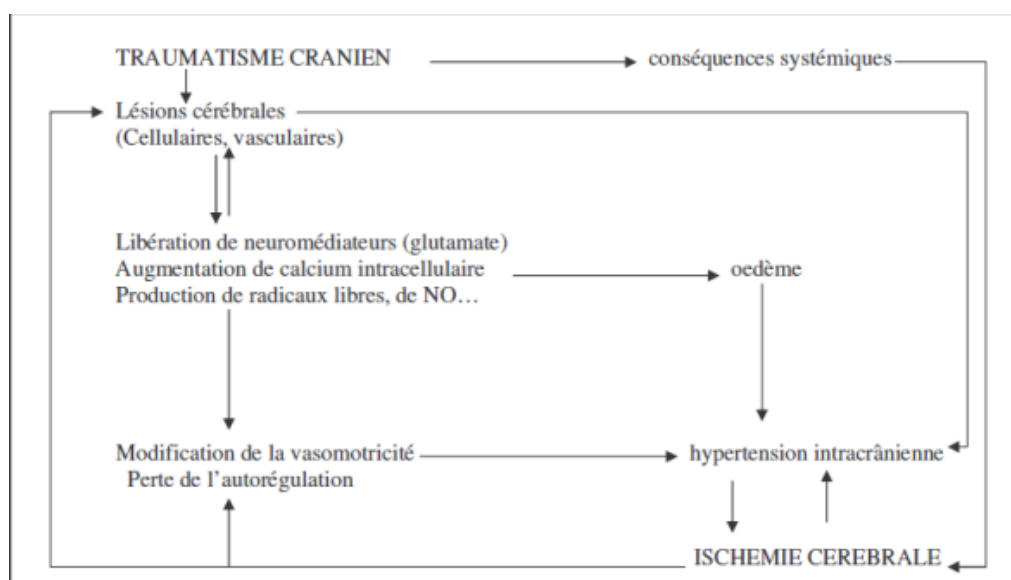 TRAUMATISME CRANIEN
conséquences systémiques
Lésions cérébrales
(Cellulaires, vasculaires)
Libération de neuromédiateurs (glutamate)
Augmentation de calcium intracellulaire
oedème
Production de radicaux libres, de NO…
Modification de la vasomotricité
hypertension intracrânienne
Perte de l’autorégulation
ISCHEMIE CEREBRALE